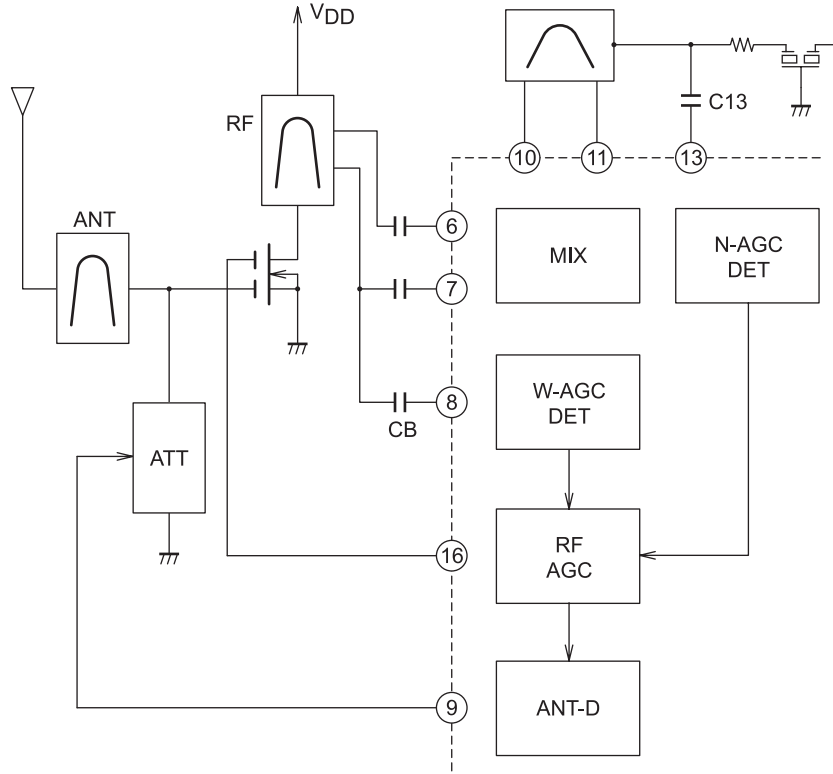 VDD
RF
C13
10
11
13
ANT
6
MIX
N-AGC
DET
7
W-AGC
DET
8
CB
ATT
RF
AGC
16
9
ANT-D